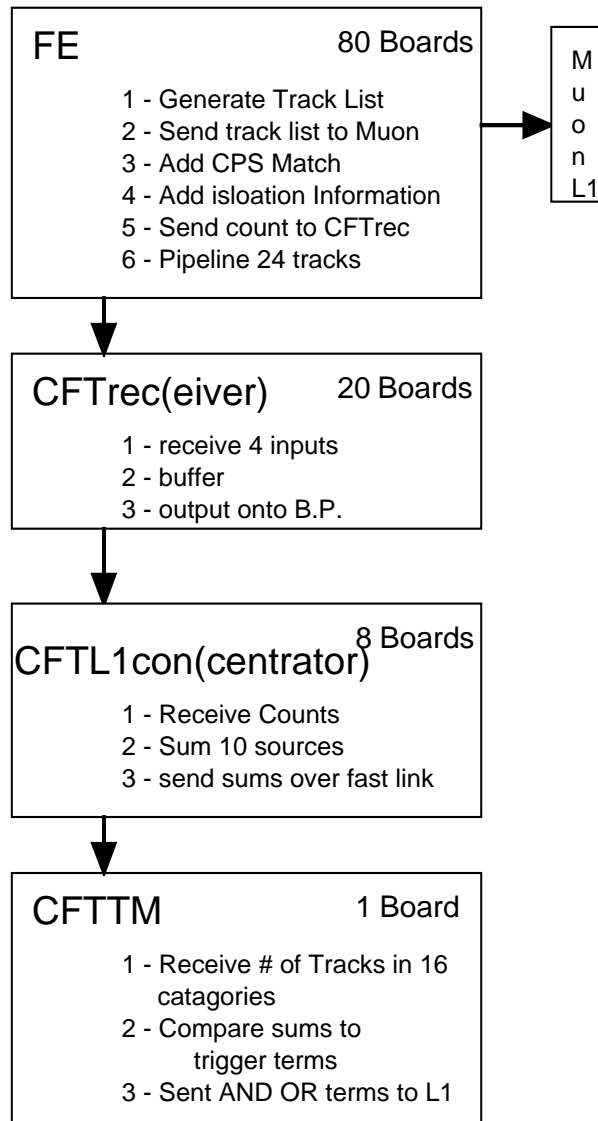 FE 80 Boards
1 - Generate Track List
2 - Send track list to Muon
3 - Add CPS Match
4 - Add isloation Information
5 - Send count to CFTrec
6 - Pipeline 24 tracks
M
u
o
n
L1
CFTrec(eiver) 20 Boards
1 - receive 4 inputs
2 - buffer
3 - output onto B.P.
8 Boards
CFTL1con(centrator)
1 - Receive Counts
2 - Sum 10 sources
3 - send sums over fast link
CFTTM 1 Board
1 - Receive # of Tracks in 16
catagories
2 - Compare sums to
trigger terms
3 - Sent AND OR terms to L1